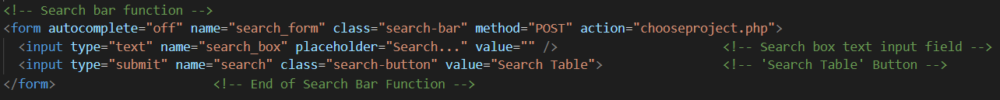 <!-- Search bar function -->
<form autocomplete="off" name="search_form" class="search-bar" method="POST" action="chooseproject.php">
  <input type="text" name="search_box" placeholder="Search..." value="" />                              <!-- Search box text input field -->
  <input type="submit" name="search" class="search-button" value="Search Table">                      <!-- 'Search Table' Button -->
</form>                             <!-- End of Search Bar Function -->